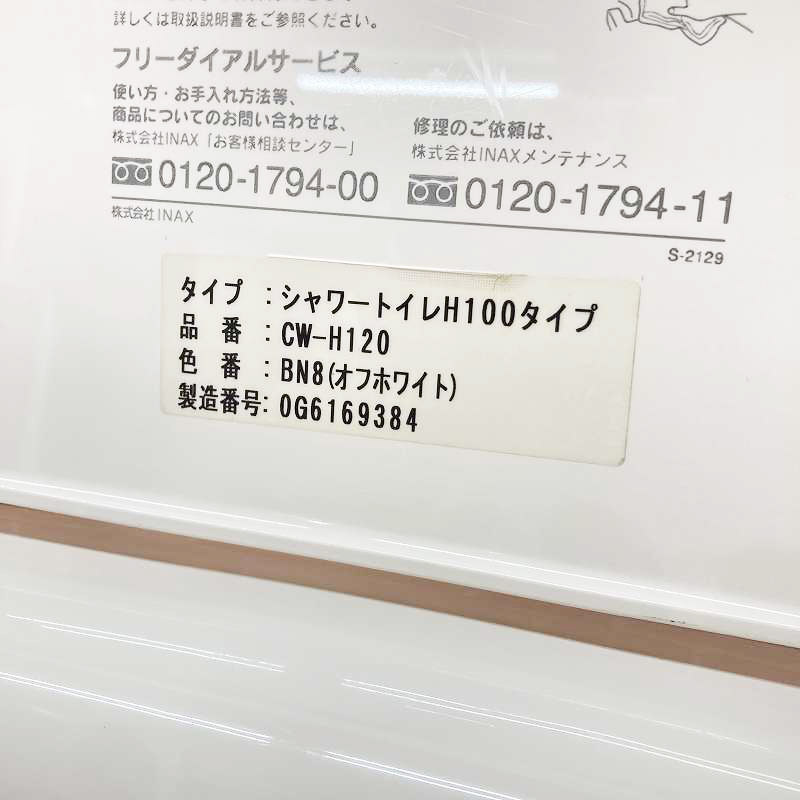 詳しくは取扱説明書をご参照ください。
フリーダイアルサービス
使い方・お手入れ方法等、
商品についてのお問い合わせは、
株式会社INAX「お客様相談センター」
0120-1794-00
修理のご依頼は、
株式会社INAXメンテナンス
0120-1794-11
株式会社INAX
S-2129
タイプ :シャワートイレH100タイプ
品 番 :CW-H120
色 番 :BN8(オフホワイト)
製造番号:0G6169384